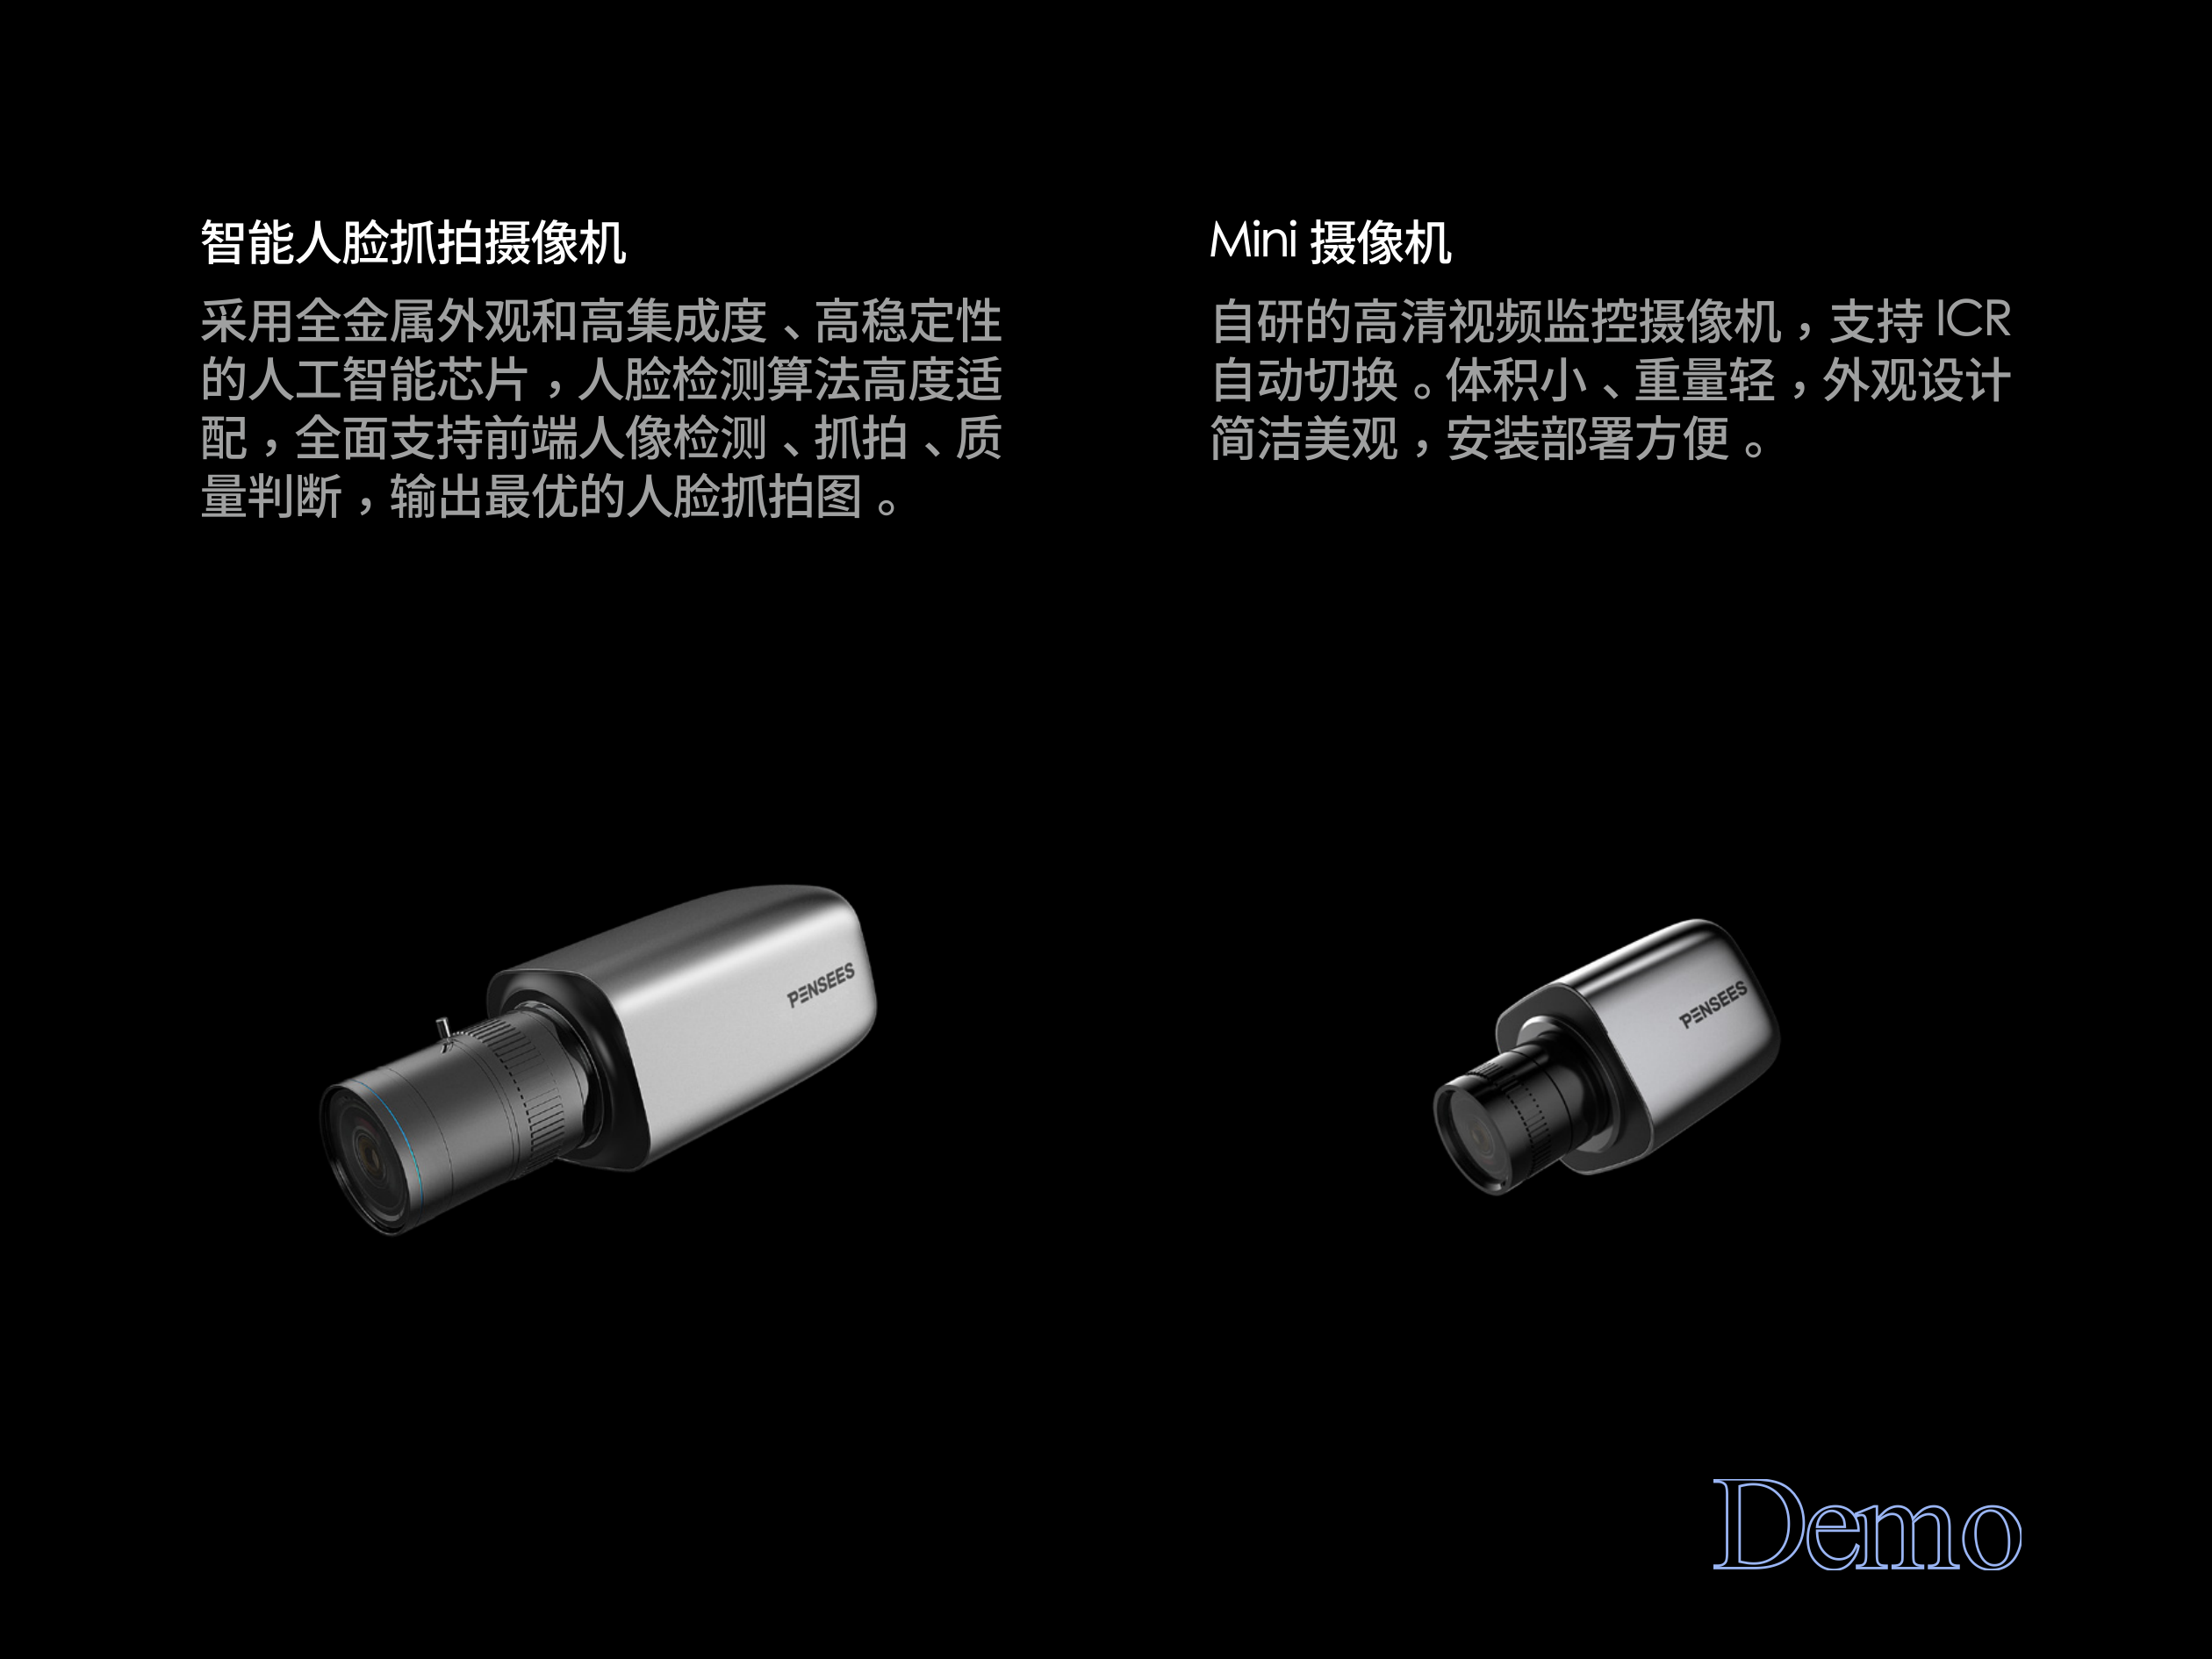 智能人脸抓拍摄像机
采用全金属外观和高集成度、高稳定性
的人工智能芯片，人脸检测算法高度适
配，全面支持前端人像检测、抓拍、质
量判断，输出最优的人脸抓拍图。
Mini 摄像机
自研的高清视频监控摄像机，支持 ICR
自动切换。体积小、重量轻，外观设计
简洁美观，安装部署方便。
PENSEES
PENSEES
Demo